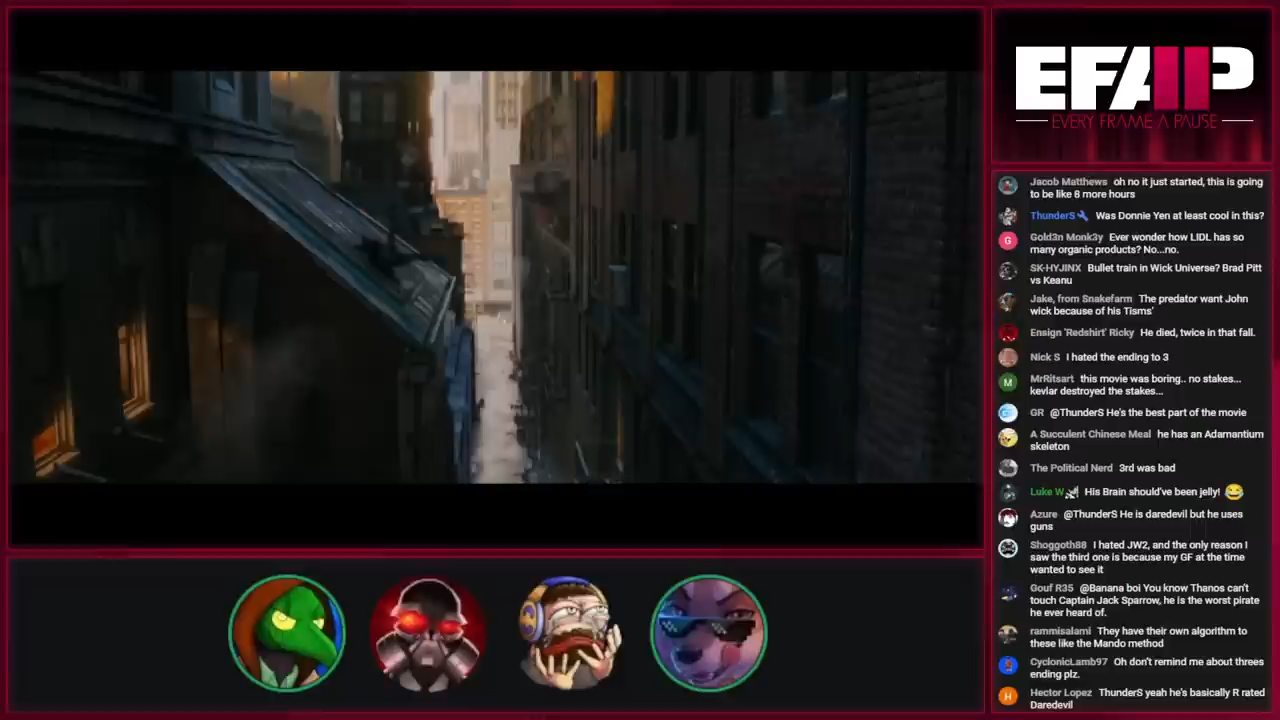 EFAP
EVERY FRAME A PAUSE
Jacob Matthews oh no it just started, this is going
to be like 8 more hours
ThunderS Was Donnie Yen at least cool in this?
G
Gold3n Monk3y Ever wonder how LIDL has so
many organic products? No...no.
SK-HYJINX Bullet train in Wick Universe? Brad Pitt
vs Keanu
Jake, from Snakefarm The predator want John
wick because of his Tisms'
Ensign 'Redshirt' Ricky He died, twice in that fall.
Nick S I hated the ending to 3
M
MrRitsart this movie was boring.. no stakes...
kevlar destroyed the stakes...
GR @ThunderS He's the best part of the movie
A Succulent Chinese Meal he has an Adamantium
skeleton
The Political Nerd 3rd was bad
Luke W His Brain should've been jelly! 😂
Azure @ThunderS He is daredevil but he uses
guns
Shoggoth88 I hated JW2, and the only reason I
saw the third one is because my GF at the time
wanted to see it
Gouf R35 @Banana boi You know Thanos can't
touch Captain Jack Sparrow, he is the worst pirate
he ever heard of.
rammisalami They have their own algorithm to
these like the Mando method
CyclonicLamb97 Oh don't remind me about threes
ending plz.
H
Hector Lopez ThunderS yeah he's basically R rated
Daredevil